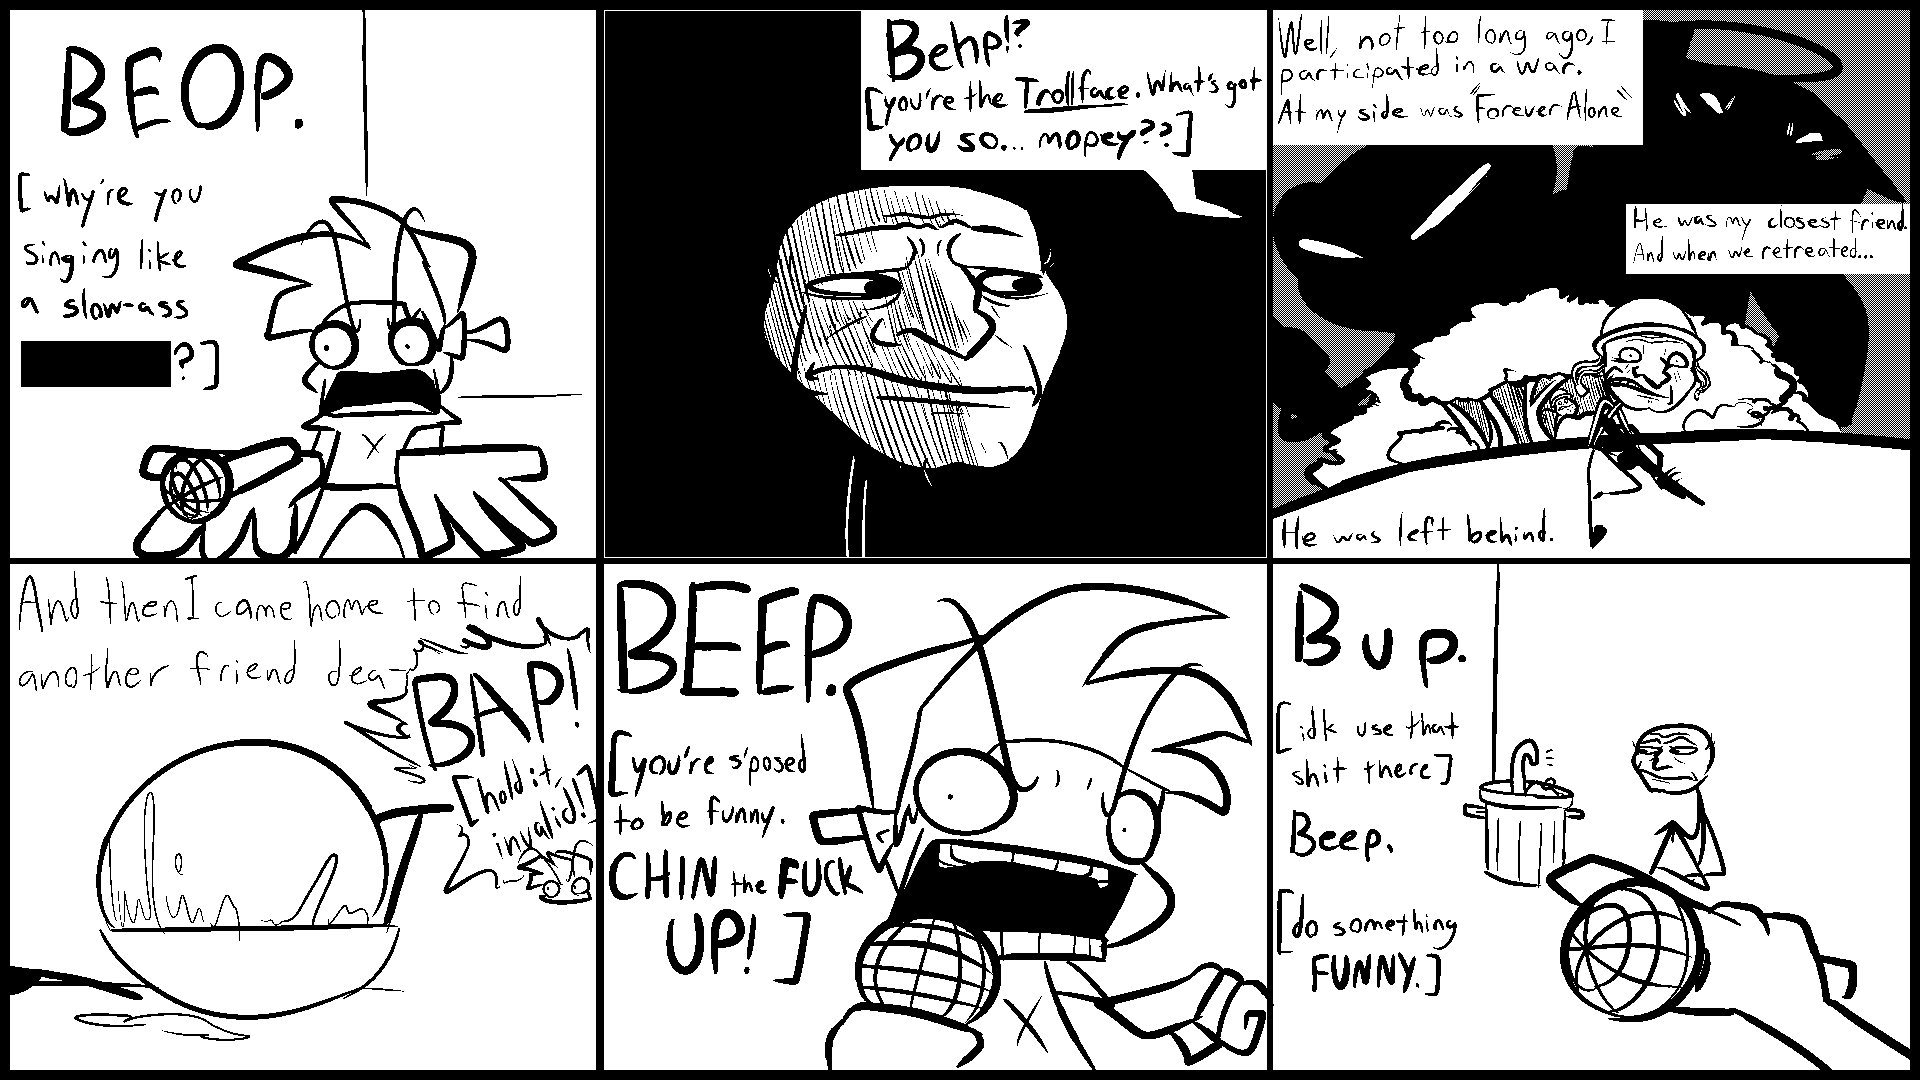 BEOP.
[why're you
singing like
a slow-ass
?]
Behp!?
[you're the Trollface. What's got
you so... mopey??]
Well, not too long ago, I
participated in a war.
At my side was "Forever Alone"
He was my closest friend.
And when we retreated...
He was left behind.
And then I came home to find
another friend dea-
BAP!
[hold it,
invalid!]
BEEP.
[you're s'posed
to be funny.
CHIN the FUCK
UP!]
Bup.
[idk use that
shit there]
Beep.
[do something
FUNNY.]